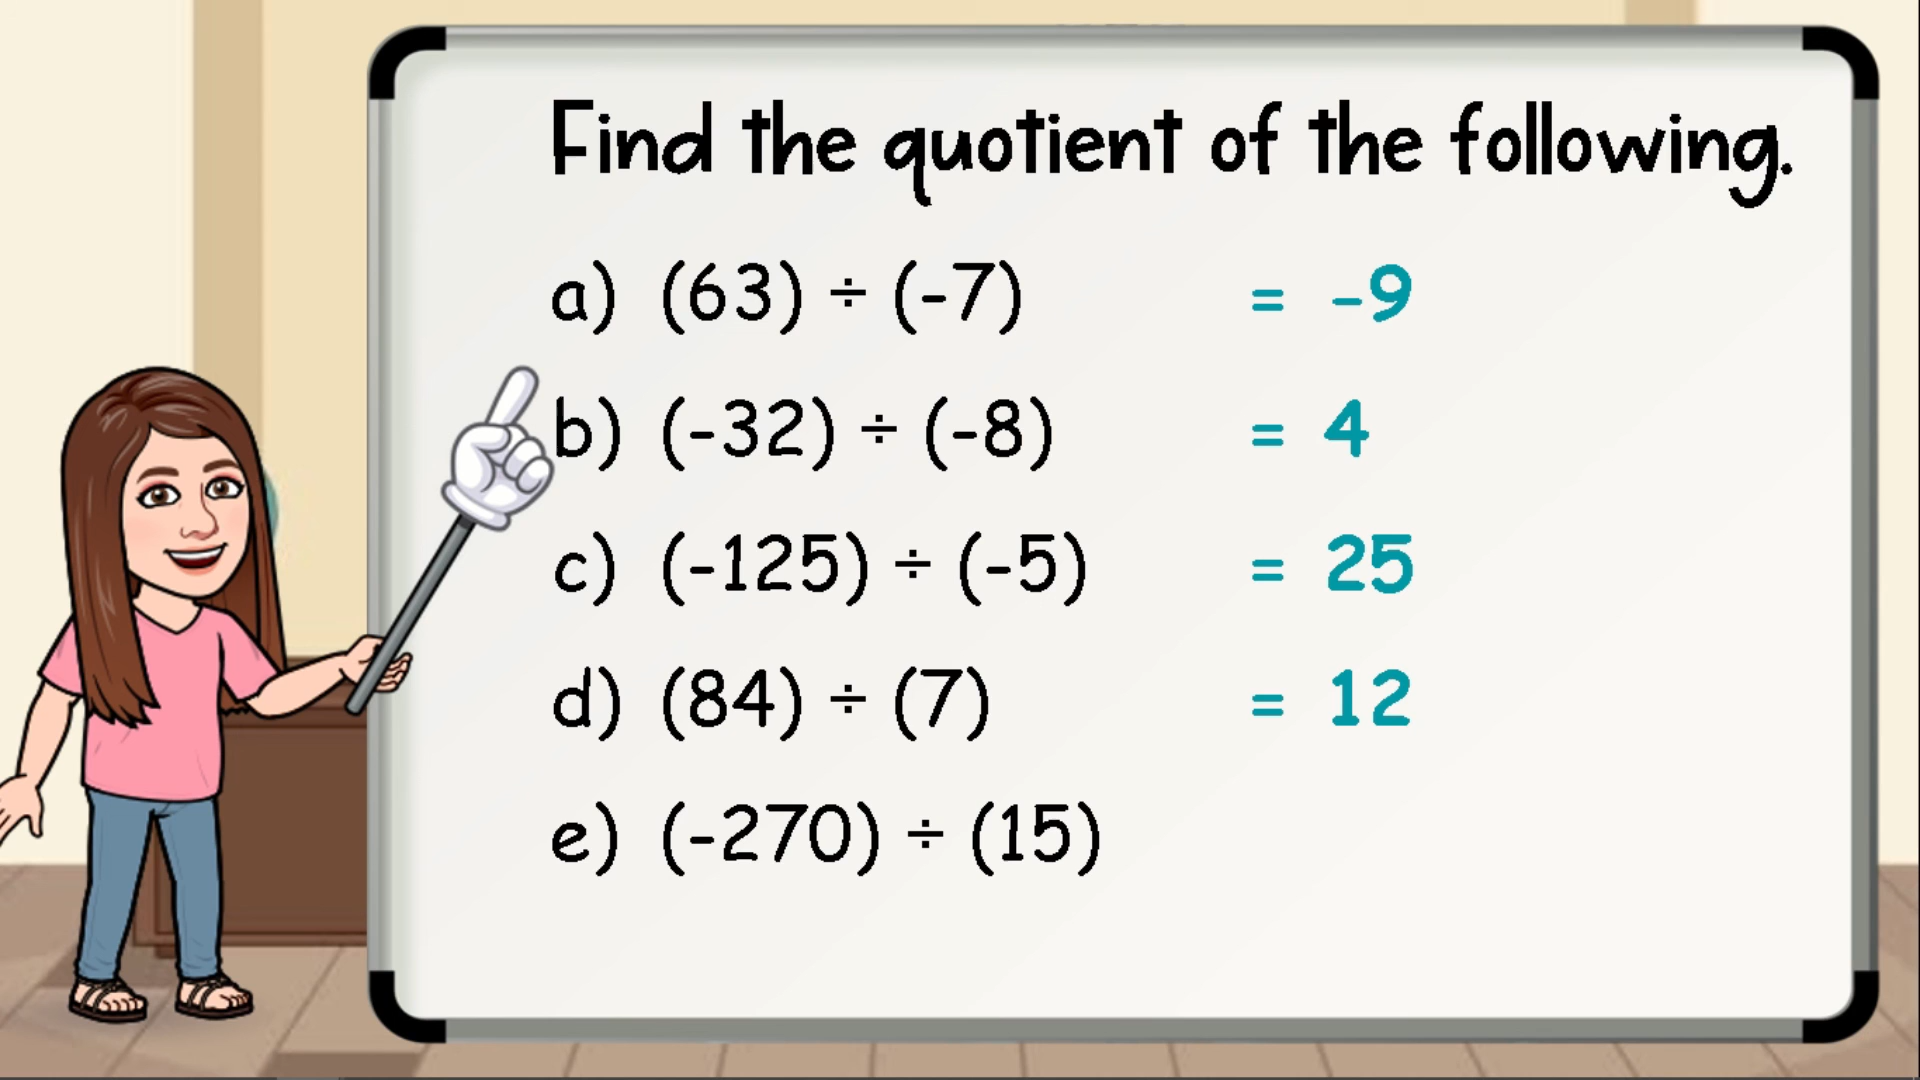 Find the quotient of the following.
a) (63) ÷ (-7) = -9
b) (-32) ÷ (-8) = 4
c) (-125) ÷ (-5) = 25
d) (84) ÷ (7) = 12
e) (-270) ÷ (15)